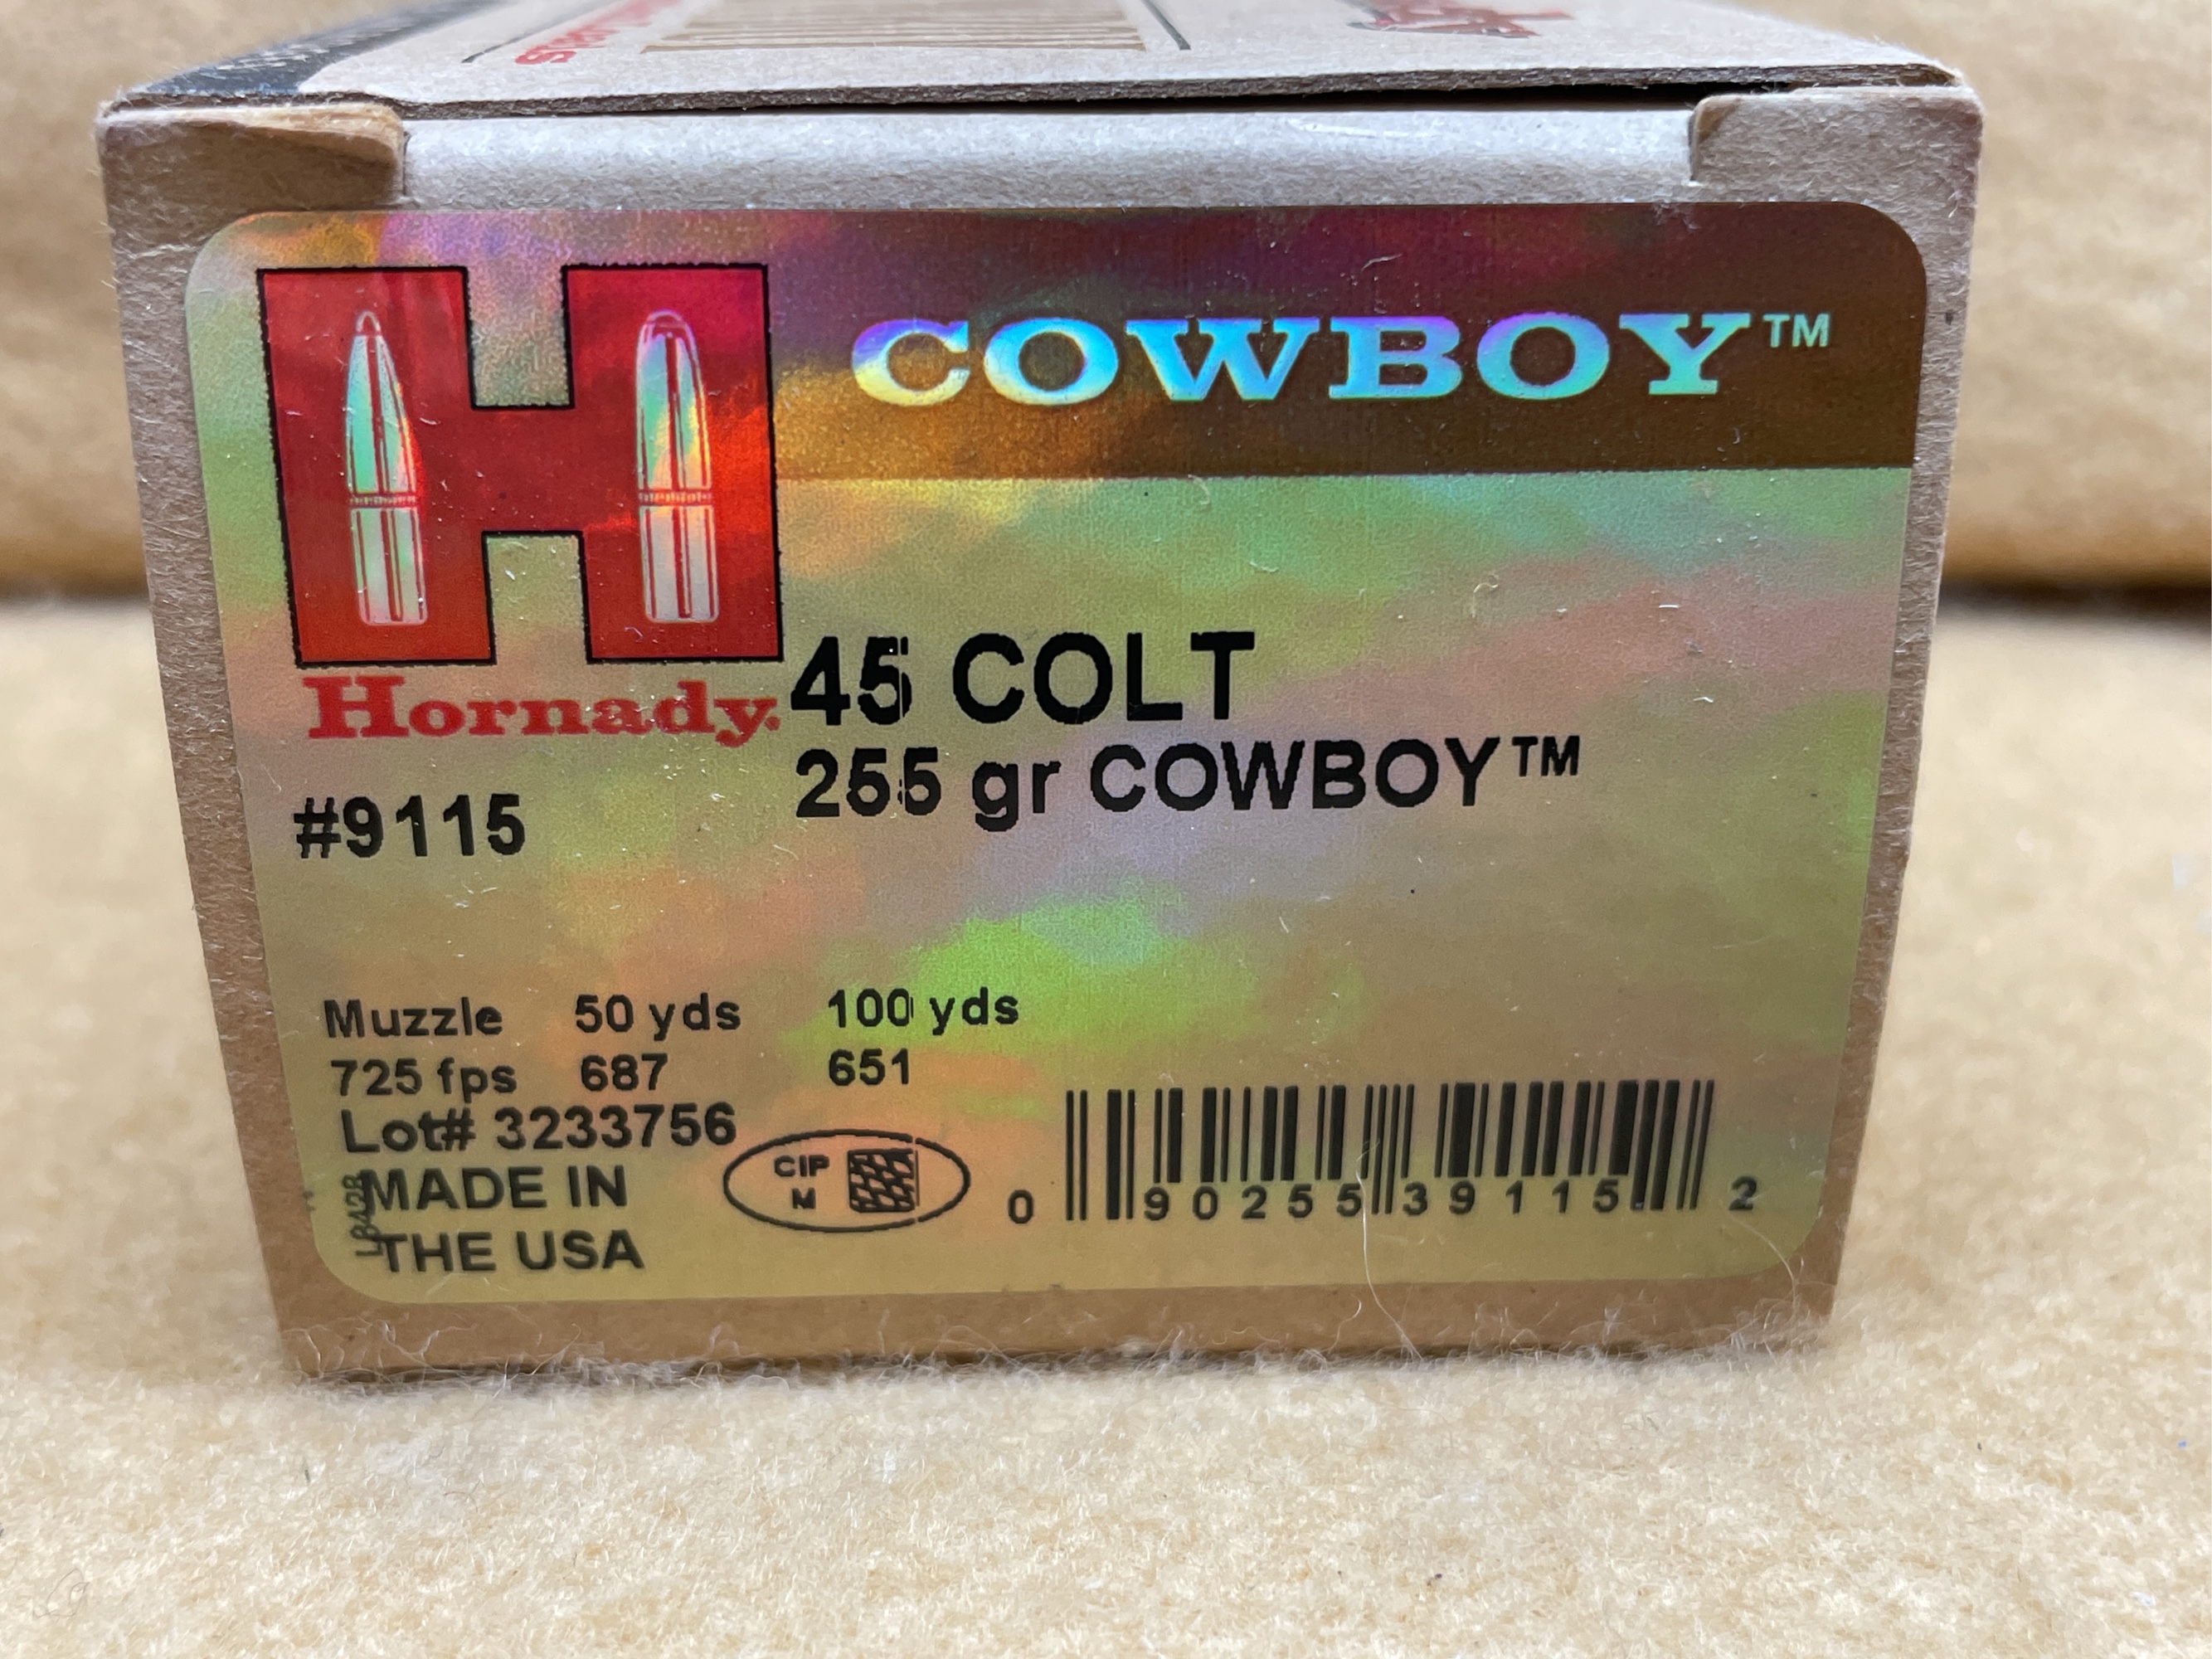 COWBOY™
Hornady.
45 COLT
255 gr COWBOY™
#9115
Muzzle 50 yds 100 yds
725 fps 687 651
Lot# 3233756
MADE IN
THE USA
CIP
M
0 90255 39115 2